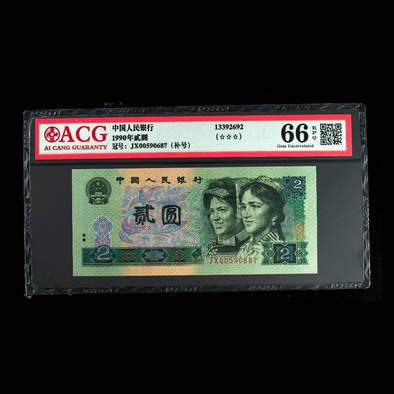 ACG
AI CANG GUARANTY
中国人民银行
1990年贰圆
冠号：JX00590687（补号）
13392692
(☆☆☆)
66 EPQ
Gem Uncirculated
中国人民银行
贰圆
2
2
2
JX00590687